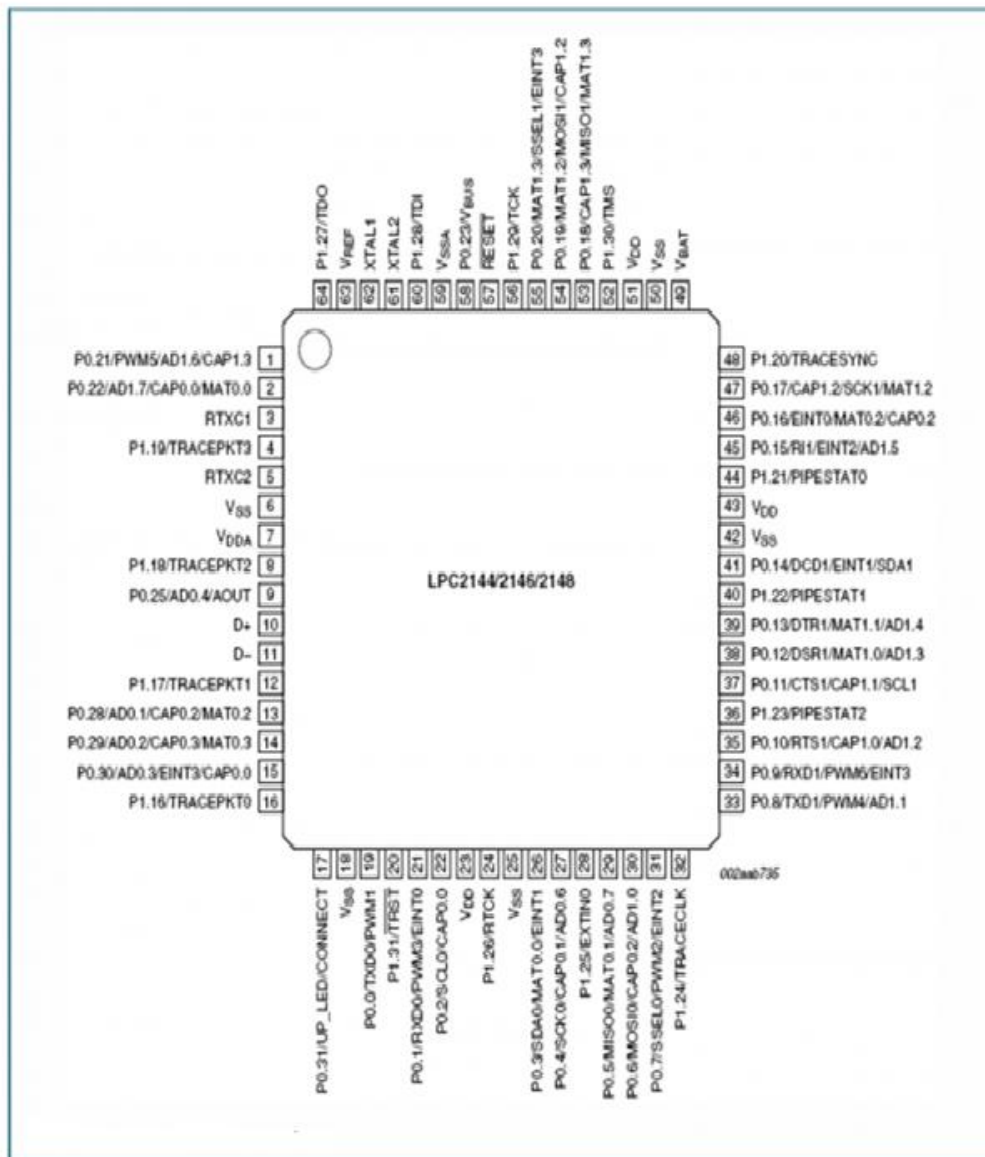 P1.27/TDO
VREF
XTAL1
XTAL2
P1.28/TDI
VSSA
P0.23/VBUS
RESET
P1.29/TCK
P0.20/MAT1.3/SSEL1/EINT3
P0.19/MAT1.2/MOSI1/CAP1.2
P0.18/CAP1.3/MISO1/MAT1.3
P1.30/TMS
VDD
VSS
VBAT
64 63 62 61 60 59 58 57 56 55 54 53 52 51 50 49
P0.21/PWM5/AD1.6/CAP1.3 1
P0.22/AD1.7/CAP0.0/MAT0.0 2
RTXC1 3
P1.19/TRACEPKT3 4
RTXC2 5
VSS 6
VDDA 7
P1.18/TRACEPKT2 8
P0.25/AD0.4/AOUT 9
D+ 10
D− 11
P1.17/TRACEPKT1 12
P0.28/AD0.1/CAP0.2/MAT0.2 13
P0.29/AD0.2/CAP0.3/MAT0.3 14
P0.30/AD0.3/EINT3/CAP0.0 15
P1.16/TRACEPKT0 16
LPC2144/2146/2148
48 P1.20/TRACESYNC
47 P0.17/CAP1.2/SCK1/MAT1.2
46 P0.16/EINT0/MAT0.2/CAP0.2
45 P0.15/RI1/EINT2/AD1.5
44 P1.21/PIPESTAT0
43 VDD
42 VSS
41 P0.14/DCD1/EINT1/SDA1
40 P1.22/PIPESTAT1
39 P0.13/DTR1/MAT1.1/AD1.4
38 P0.12/DSR1/MAT1.0/AD1.3
37 P0.11/CTS1/CAP1.1/SCL1
36 P1.23/PIPESTAT2
35 P0.10/RTS1/CAP1.0/AD1.2
34 P0.9/RXD1/PWM6/EINT3
33 P0.8/TXD1/PWM4/AD1.1
17 18 19 20 21 22 23 24 25 26 27 28 29 30 31 32
P0.31/UP_LED/CONNECT
VSS
P0.0/TXD0/PWM1
P1.31/TRST
P0.1/RXD0/PWM3/EINT0
P0.2/SCL0/CAP0.0
VDD
P1.26/RTCK
VSS
P0.3/SDA0/MAT0.0/EINT1
P0.4/SCK0/CAP0.1/AD0.6
P1.25/EXTIN0
P0.5/MISO0/MAT0.1/AD0.7
P0.6/MOSI0/CAP0.2/AD1.0
P0.7/SSEL0/PWM2/EINT2
P1.24/TRACECLK
002aab735